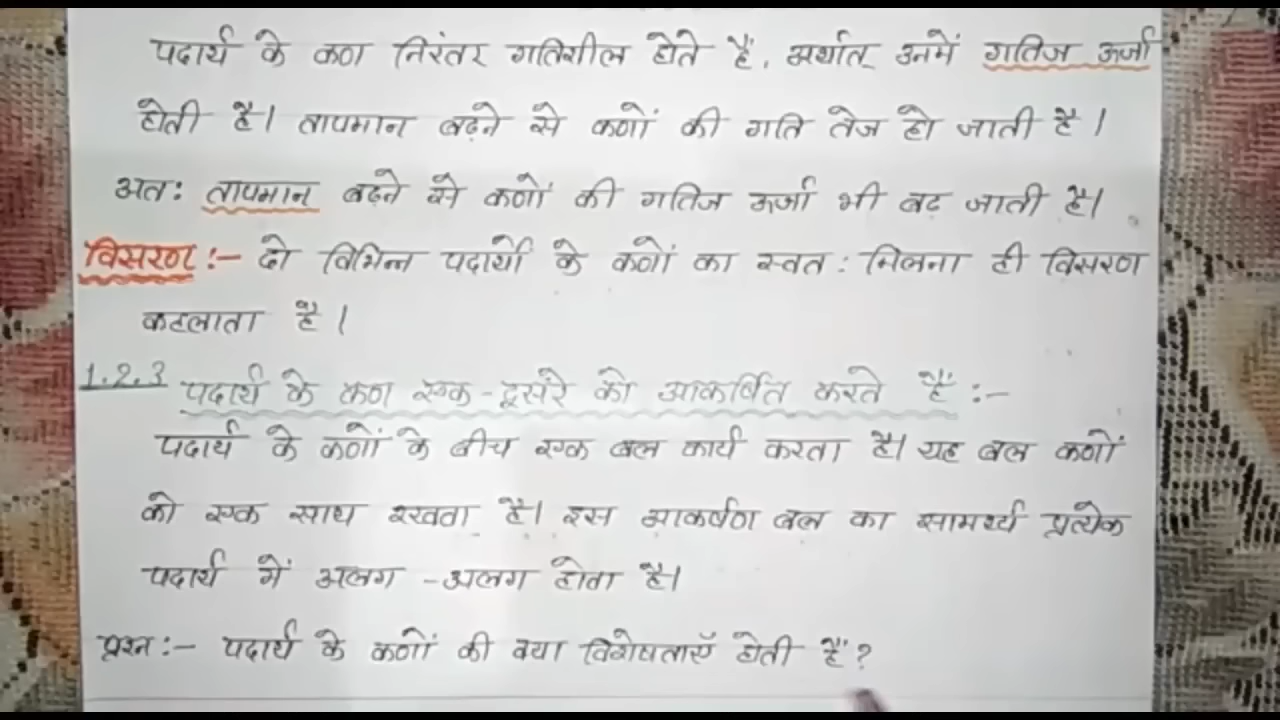 पदार्थ के कण निरंतर गतिशील होते हैं, अर्थात् उनमें गतिज ऊर्जा
होती है। तापमान बढ़ने से कणों की गति तेज हो जाती है।
अत: तापमान बढ़ने से कणों की गतिज ऊर्जा भी बढ़ जाती है।
विसरण :- दो विभिन्न पदार्थों के कणों का स्वत: मिलना ही विसरण
कहलाता है।
1.2.3 पदार्थ के कण एक-दूसरे को आकर्षित करते हैं :-
पदार्थ के कणों के बीच एक बल कार्य करता है। यह बल कणों
को एक साथ रखता है। इस आकर्षण बल का सामर्थ्य प्रत्येक
पदार्थ में अलग-अलग होता है।
प्रश्न :- पदार्थ के कणों की क्या विशेषताएँ होती हैं?